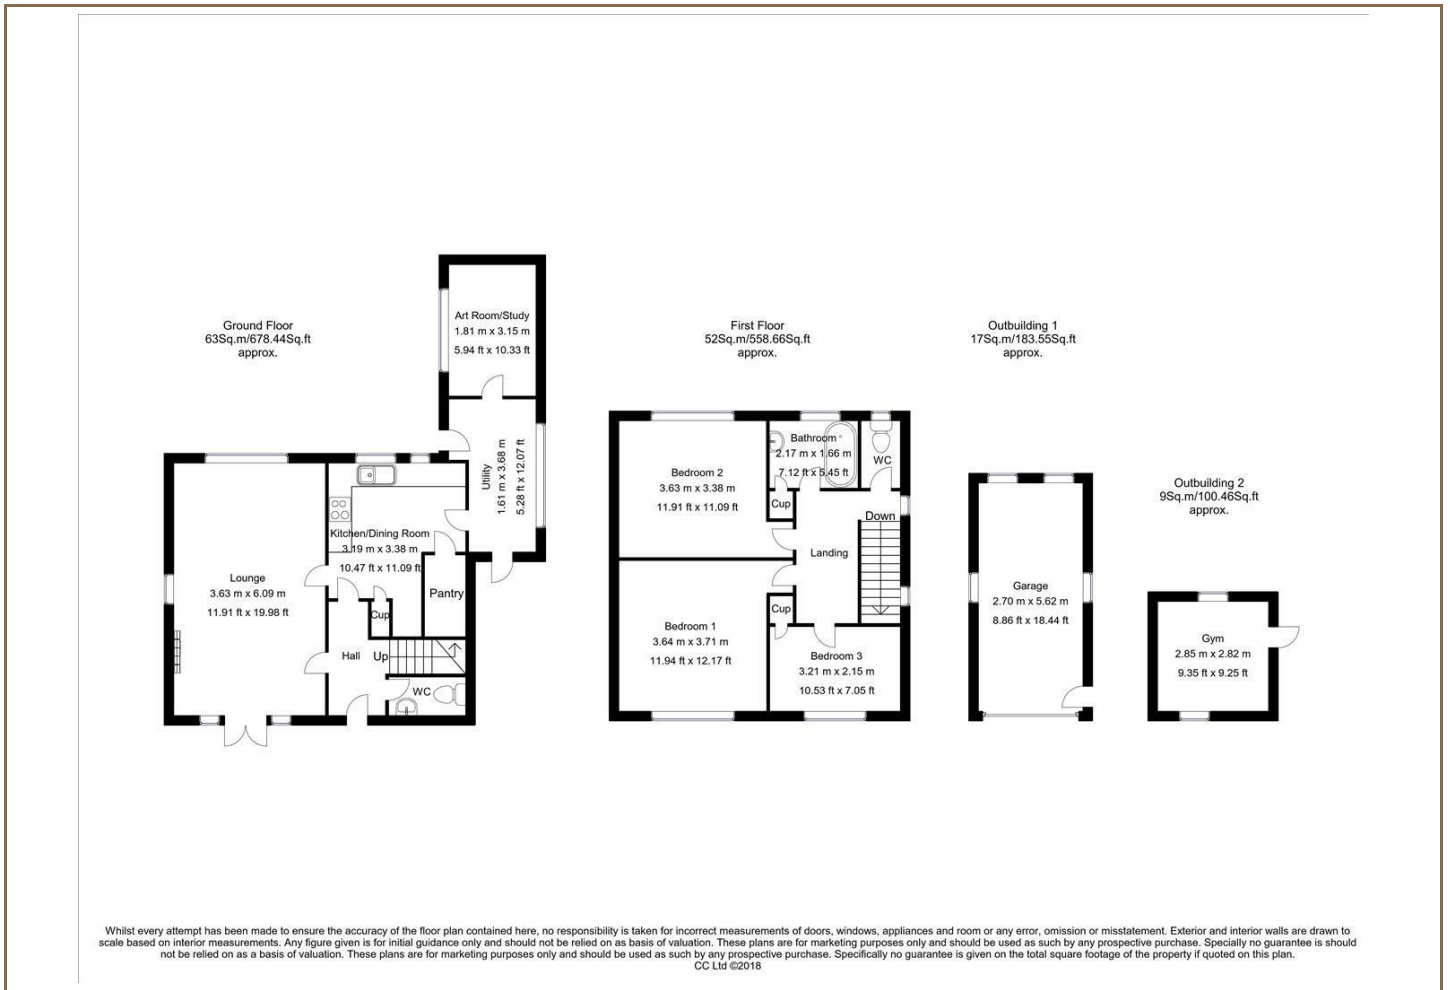 Ground Floor
63Sq.m/678.44Sq.ft
approx.
Art Room/Study
1.81 m x 3.15 m
5.94 ft x 10.33 ft
Utility
1.61 m x 3.68 m
5.28 ft x 12.07 ft
Kitchen/Dining Room
3.19 m x 3.38 m
10.47 ft x 11.09 ft
Lounge
3.63 m x 6.09 m
11.91 ft x 19.98 ft
Pantry
Cup
Hall
Up
WC
First Floor
52Sq.m/558.66Sq.ft
approx.
Bedroom 2
3.63 m x 3.38 m
11.91 ft x 11.09 ft
Bathroom
2.17 m x 1.66 m
7.12 ft x 5.45 ft
WC
Cup
Down
Landing
Cup
Bedroom 1
3.64 m x 3.71 m
11.94 ft x 12.17 ft
Bedroom 3
3.21 m x 2.15 m
10.53 ft x 7.05 ft
Outbuilding 1
17Sq.m/183.55Sq.ft
approx.
Garage
2.70 m x 5.62 m
8.86 ft x 18.44 ft
Outbuilding 2
9Sq.m/100.46Sq.ft
approx.
Gym
2.85 m x 2.82 m
9.35 ft x 9.25 ft
Whilst every attempt has been made to ensure the accuracy of the floor plan contained here, no responsibility is taken for incorrect measurements of doors, windows, appliances and room or any error, omission or misstatement. Exterior and interior walls are drawn to
scale based on interior measurements. Any figure given is for initial guidance only and should not be relied on as basis of valuation. These plans are for marketing purposes only and should be used as such by any prospective purchase. Specially no guarantee is should
not be relied on as a basis of valuation. These plans are for marketing purposes only and should be used as such by any prospective purchase. Specifically no guarantee is given on the total square footage of the property if quoted on this plan.
CC Ltd ©2018